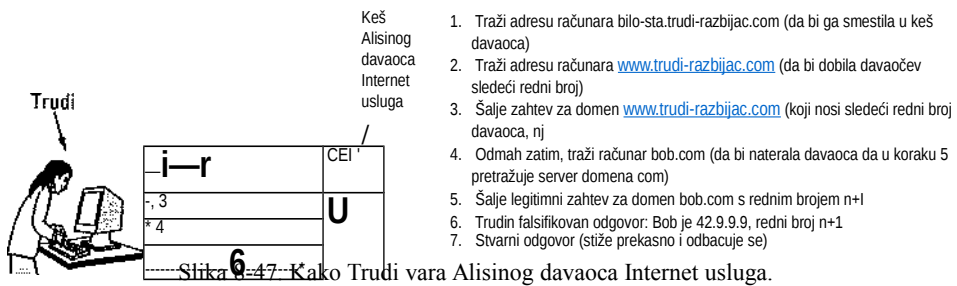 Keš
Alisinog
davaoca
Internet
usluga
Trudi
i—r
CEI '
-, 3
* 4
U
6
1. Traži adresu računara bilo-sta.trudi-razbijac.com (da bi ga smestila u keš
davaoca)
2. Traži adresu računara www.trudi-razbijac.com (da bi dobila davaočev
sledeći redni broj)
3. Šalje zahtev za domen www.trudi-razbijac.com (koji nosi sledeći redni broj
davaoca, nj
4. Odmah zatim, traži računar bob.com (da bi naterala davaoca da u koraku 5
pretražuje server domena com)
5. Šalje legitimni zahtev za domen bob.com s rednim brojem n+I
6. Trudin falsifikovan odgovor: Bob je 42.9.9.9, redni broj n+1
7. Stvarni odgovor (stiže prekasno i odbacuje se)
Slika 8-47. Kako Trudi vara Alisinog davaoca Internet usluga.